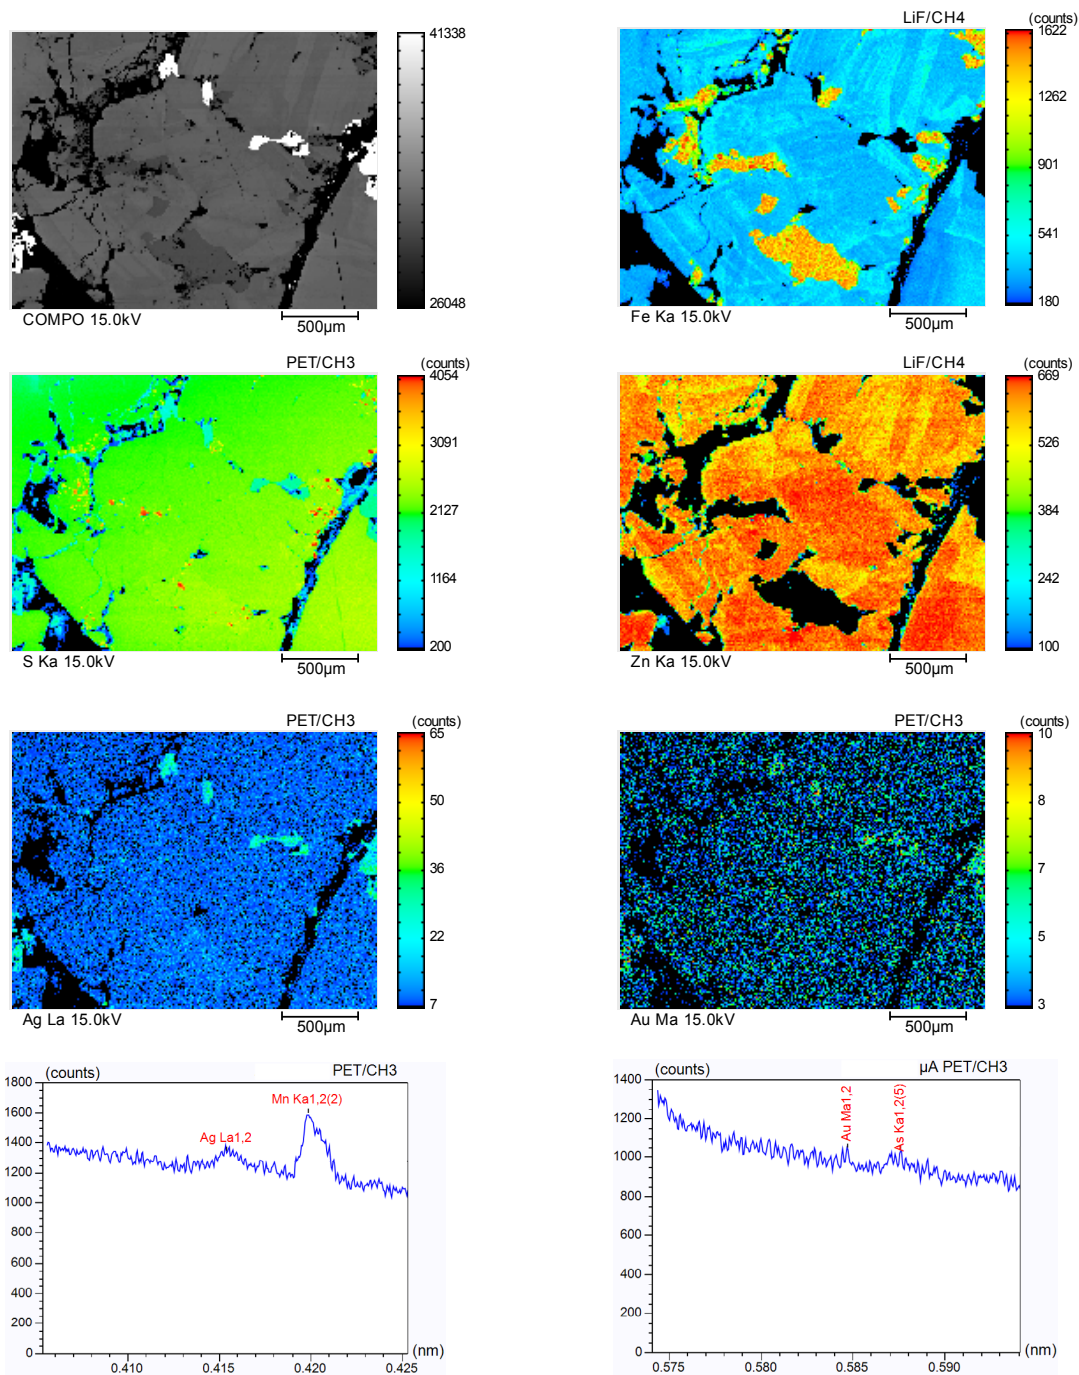 LiF/CH4 (counts)
41338
26048
COMPO 15.0kV
500µm
1622
1262
901
541
180
Fe Ka 15.0kV
500µm
PET/CH3 (counts)
4054
3091
2127
1164
200
S Ka 15.0kV
500µm
LiF/CH4 (counts)
669
526
384
242
100
Zn Ka 15.0kV
500µm
PET/CH3 (counts)
65
50
36
22
7
Ag La 15.0kV
500µm
PET/CH3 (counts)
10
8
7
5
3
Au Ma 15.0kV
500µm
(counts) PET/CH3
1800
1600
1400
1200
1000
800
600
400
200
0
Mn Ka1,2(2)
Ag La1,2
(nm)
0.410 0.415 0.420 0.425
(counts) µA PET/CH3
1400
1200
1000
800
600
400
200
0
Au Ma1,2
As Ka1,2(5)
(nm)
0.575 0.580 0.585 0.590